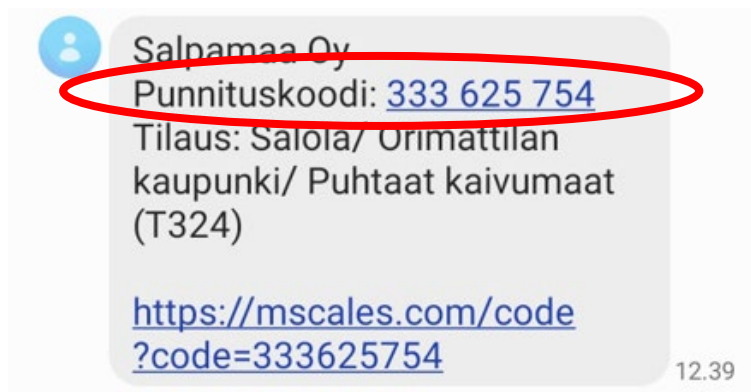 Salpamaa Oy
Punnituskoodi: 333 625 754
Tilaus: Salola/ Orimattilan
kaupunki/ Puhtaat kaivumaat
(T324)
https://mscales.com/code
?code=333625754
12.39